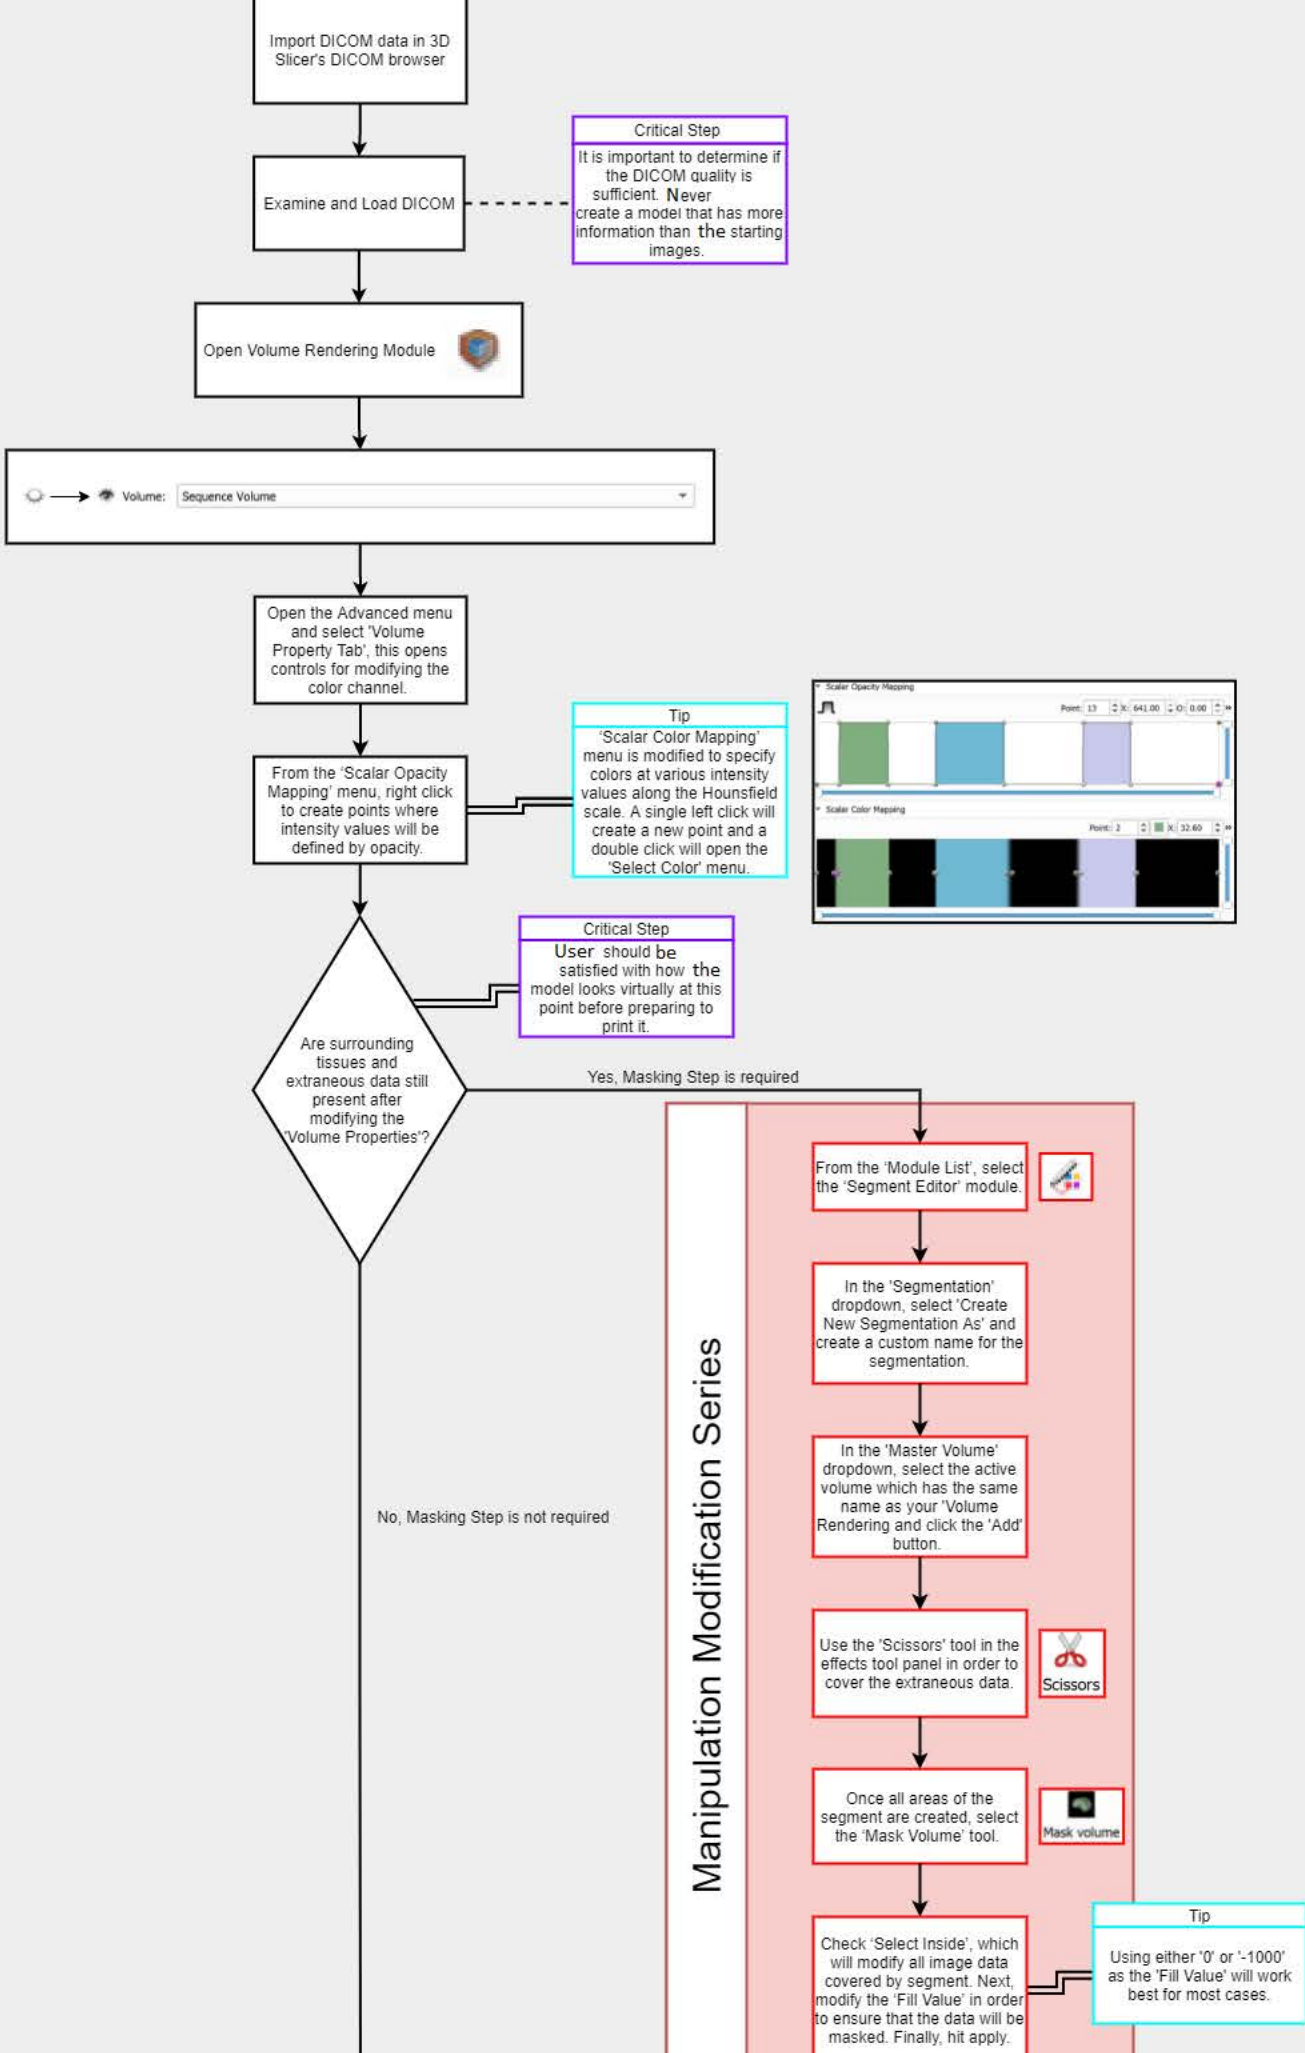 Import DICOM data in 3D
Slicer's DICOM browser
Critical Step
It is important to determine if
the DICOM quality is
sufficient. Never
create a model that has more
information than the starting
images.
Examine and Load DICOM
Open Volume Rendering Module
Volume: Sequence Volume
Open the Advanced menu
and select 'Volume
Property Tab', this opens
controls for modifying the
color channel.
From the 'Scalar Opacity
Mapping' menu, right click
to create points where
intensity values will be
defined by opacity.
Tip
'Scalar Color Mapping'
menu is modified to specify
colors at various intensity
values along the Hounsfield
scale. A single left click will
create a new point and a
double click will open the
'Select Color' menu.
Scalar Opacity Mapping
Point: 13 X: 641.00 O: 0.00
Scalar Color Mapping
Point: 2 X: 32.60
Critical Step
User should be
satisfied with how the
model looks virtually at this
point before preparing to
print it.
Are surrounding
tissues and
extraneous data still
present after
modifying the
'Volume Properties'?
Yes, Masking Step is required
No, Masking Step is not required
Manipulation Modification Series
From the 'Module List', select
the 'Segment Editor' module.
In the 'Segmentation'
dropdown, select 'Create
New Segmentation As' and
create a custom name for the
segmentation.
In the 'Master Volume'
dropdown, select the active
volume which has the same
name as your 'Volume
Rendering and click the 'Add'
button.
Use the 'Scissors' tool in the
effects tool panel in order to
cover the extraneous data.
Scissors
Once all areas of the
segment are created, select
the 'Mask Volume' tool.
Mask volume
Check 'Select Inside', which
will modify all image data
covered by segment. Next,
modify the 'Fill Value' in order
to ensure that the data will be
masked. Finally, hit apply.
Tip
Using either '0' or '-1000'
as the 'Fill Value' will work
best for most cases.